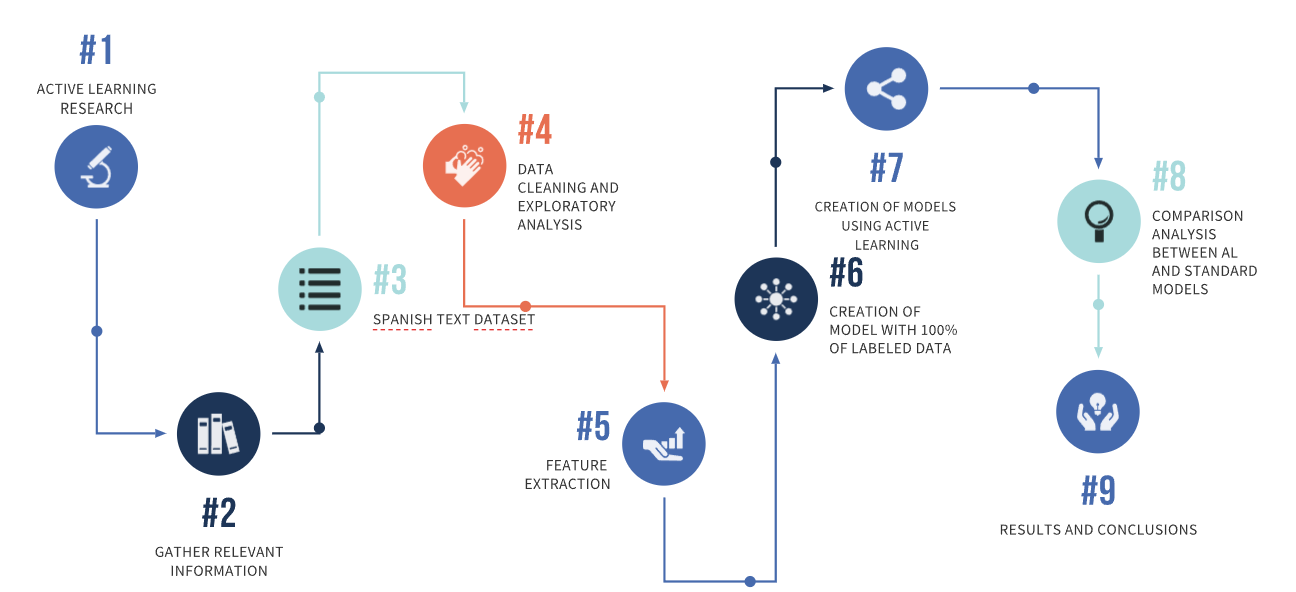 #1
ACTIVE LEARNING
RESEARCH
#2
GATHER RELEVANT
INFORMATION
#3
SPANISH TEXT DATASET
#4
DATA
CLEANING AND
EXPLORATORY
ANALYSIS
#5
FEATURE
EXTRACTION
#6
CREATION OF
MODEL WITH 100%
OF LABELED DATA
#7
CREATION OF MODELS
USING ACTIVE
LEARNING
#8
COMPARISON
ANALYSIS
BETWEEN AL
AND STANDARD
MODELS
#9
RESULTS AND CONCLUSIONS